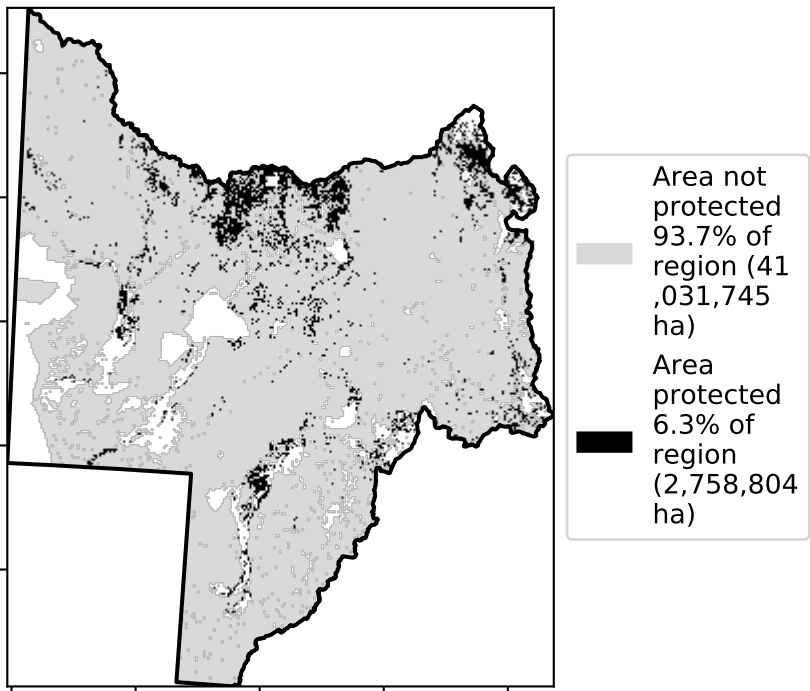 Area not
protected
93.7% of
region (41
,031,745
ha)
Area
protected
6.3% of
region
(2,758,804
ha)